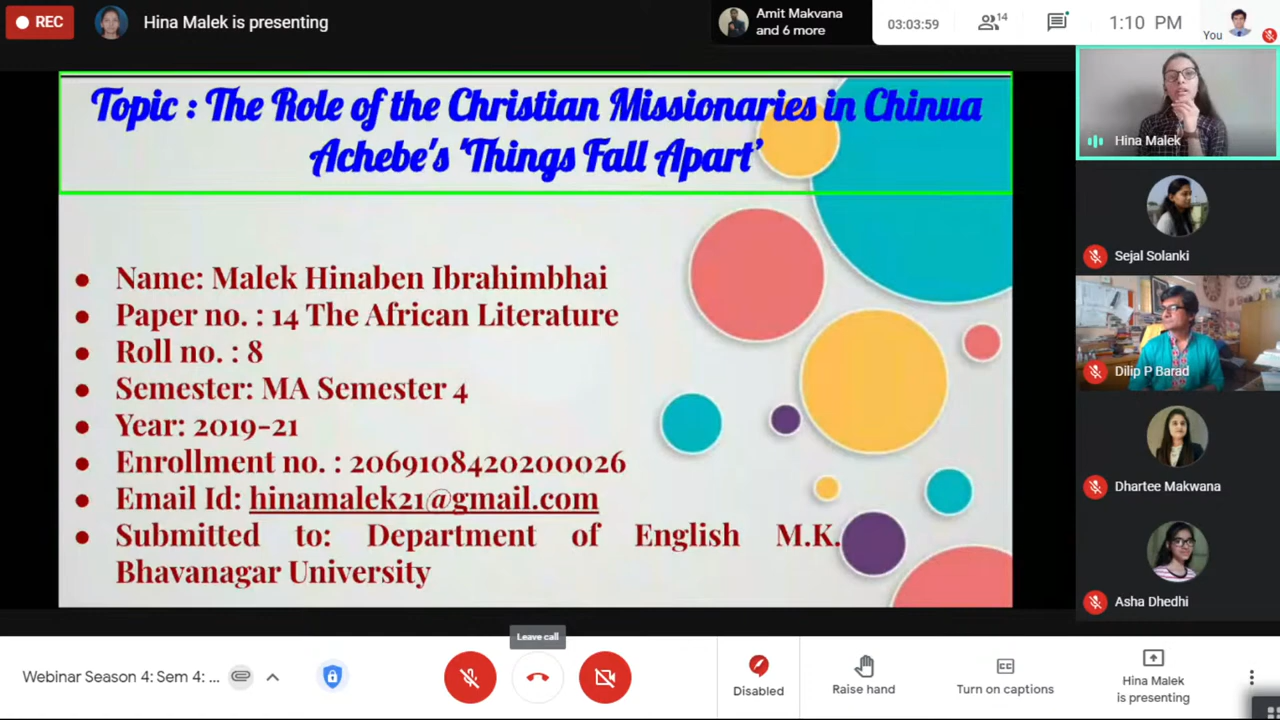 REC
Hina Malek is presenting
Amit Makvana
and 6 more
03:03:59
14
1:10 PM
You
Topic : The Role of the Christian Missionaries in Chinua
Achebe's 'Things Fall Apart’
Hina Malek
Sejal Solanki
Dilip P Barad
Dhartee Makwana
Asha Dhedhi
● Name: Malek Hinaben Ibrahimbhai
● Paper no. : 14 The African Literature
● Roll no. : 8
● Semester: MA Semester 4
● Year: 2019-21
● Enrollment no. : 2069108420200026
● Email Id: hinamalek21@gmail.com
● Submitted to: Department of English M.K.
Bhavanagar University
Leave call
Webinar Season 4: Sem 4: ...
Disabled
Raise hand
Turn on captions
Hina Malek
is presenting